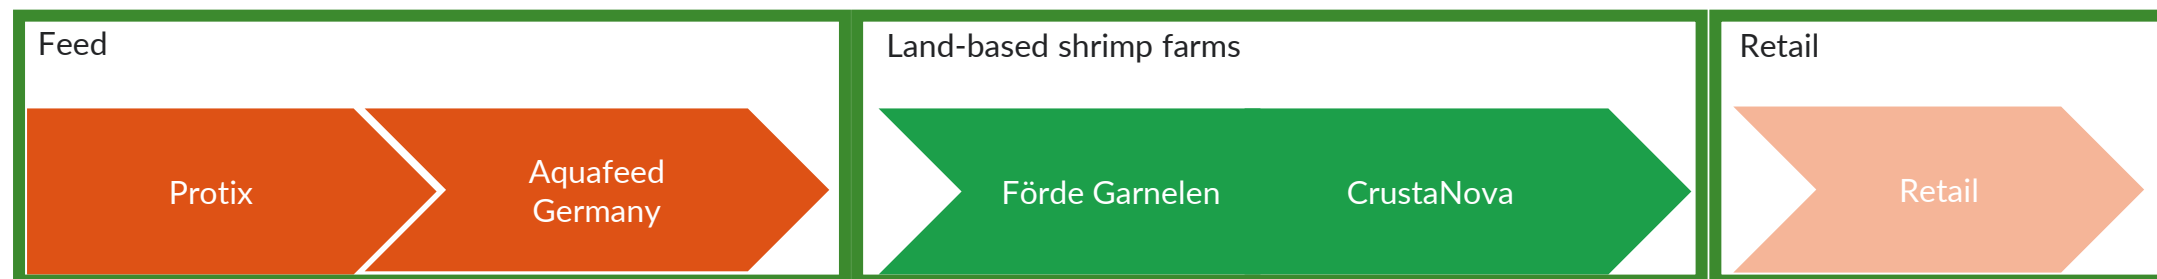 Feed
Land-based shrimp farms
Retail
Protix
Aquafeed
Germany
Förde Garnelen
CrustaNova
Retail